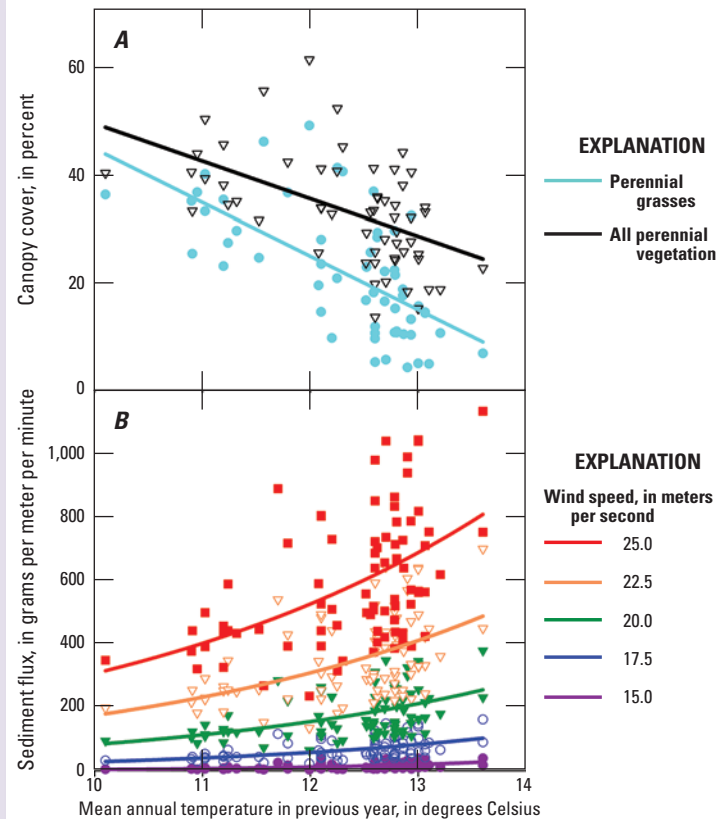 A
60
40
20
0
Canopy cover, in percent
EXPLANATION
Perennial
grasses
All perennial
vegetation
B
1,000
800
600
400
200
0
Sediment flux, in grams per meter per minute
10
11
12
13
14
Mean annual temperature in previous year, in degrees Celsius
EXPLANATION
Wind speed, in meters
per second
25.0
22.5
20.0
17.5
15.0